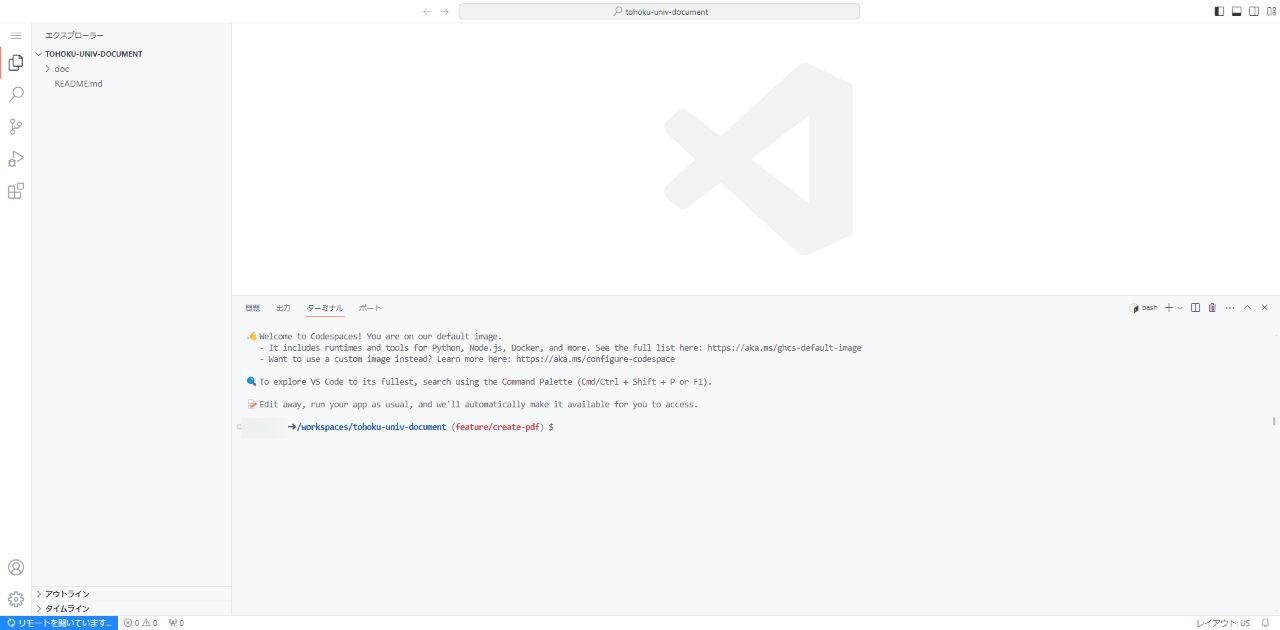 tohoku-univ-document
エクスプローラー
TOHOKU-UNIV-DOCUMENT
doc
README.md
問題 出力 ターミナル ポート
bash
Welcome to Codespaces! You are on our default image.
- It includes runtimes and tools for Python, Node.js, Docker, and more. See the full list here: https://aka.ms/ghcs-default-image
- Want to use a custom image instead? Learn more here: https://aka.ms/configure-codespace
To explore VS Code to its fullest, search using the Command Palette (Cmd/Ctrl + Shift + P or F1).
Edit away, run your app as usual, and we'll automatically make it available for you to access.
➜/workspaces/tohoku-univ-document (feature/create-pdf) $
アウトライン
タイムライン
リモートを開いています... 0 0 0 レイアウト: US